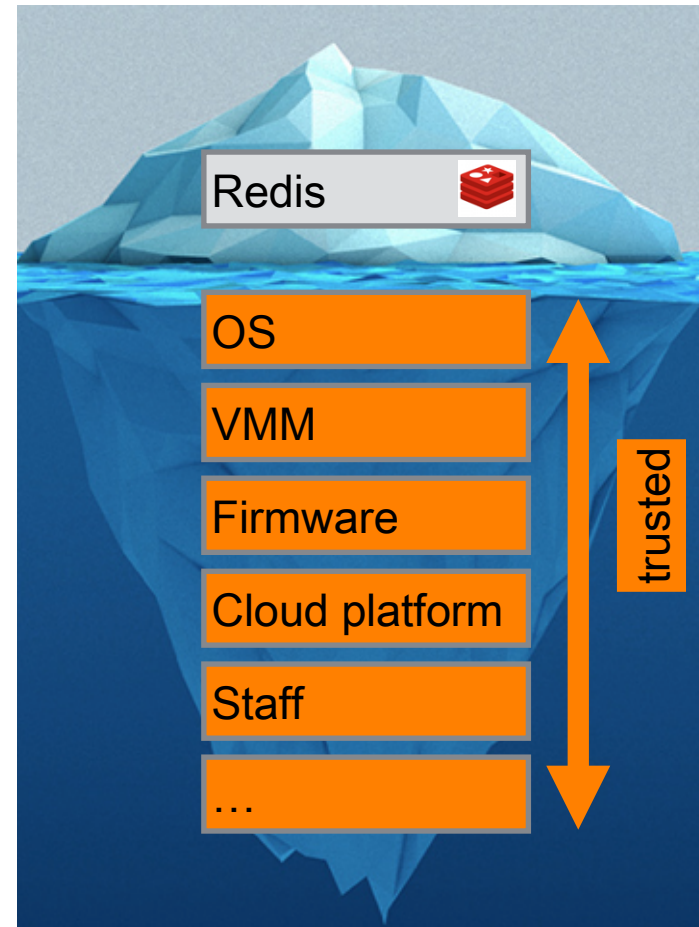 Redis
OS
VMM
Firmware
Cloud platform
Staff
…
trusted